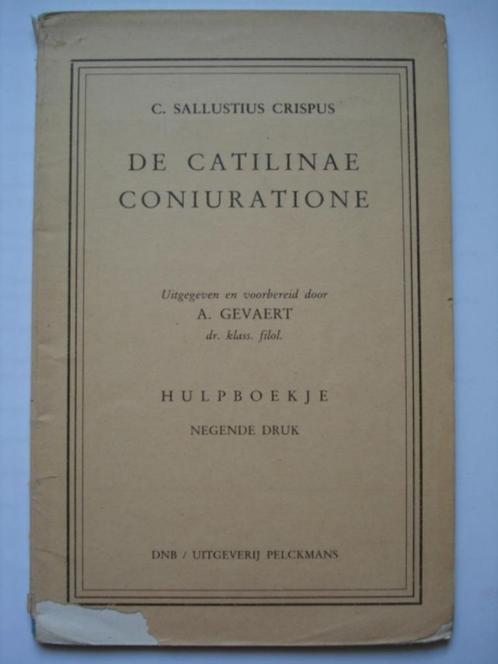 C. SALLUSTIUS CRISPUS
DE CATILINAE
CONIURATIONE
Uitgegeven en voorbereid door
A. GEVAERT
dr. klass. filol.
HULPBOEKJE
NEGENDE DRUK
DNB / UITGEVERIJ PELCKMANS